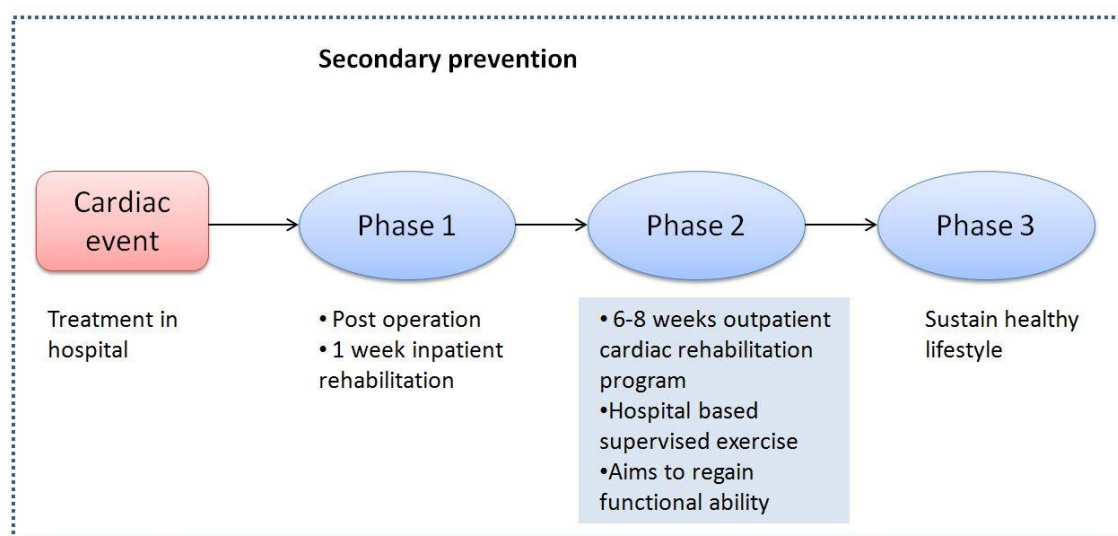 Secondary prevention
Cardiac
event
Phase 1
Phase 2
Phase 3
Treatment in
hospital
• Post operation
• 1 week inpatient
rehabilitation
• 6-8 weeks outpatient
cardiac rehabilitation
program
•Hospital based
supervised exercise
•Aims to regain
functional ability
Sustain healthy
lifestyle